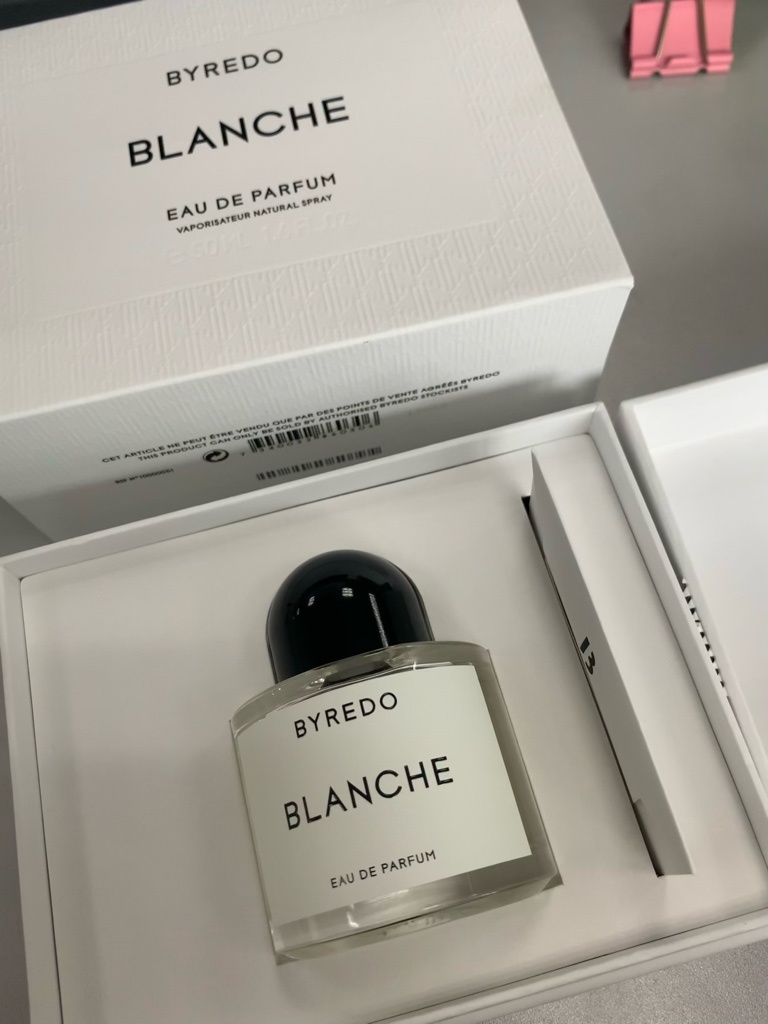 BYREDO
BLANCHE
EAU DE PARFUM
VAPORISATEUR NATURAL SPRAY
CET ARTICLE NE PEUT ÊTRE VENDU QUE PAR DES POINTS DE VENTE AGRÉÉS BYREDO
THIS PRODUCT CAN ONLY BE SOLD BY AUTHORISED BYREDO STOCKISTS
BYREDO
BLANCHE
EAU DE PARFUM